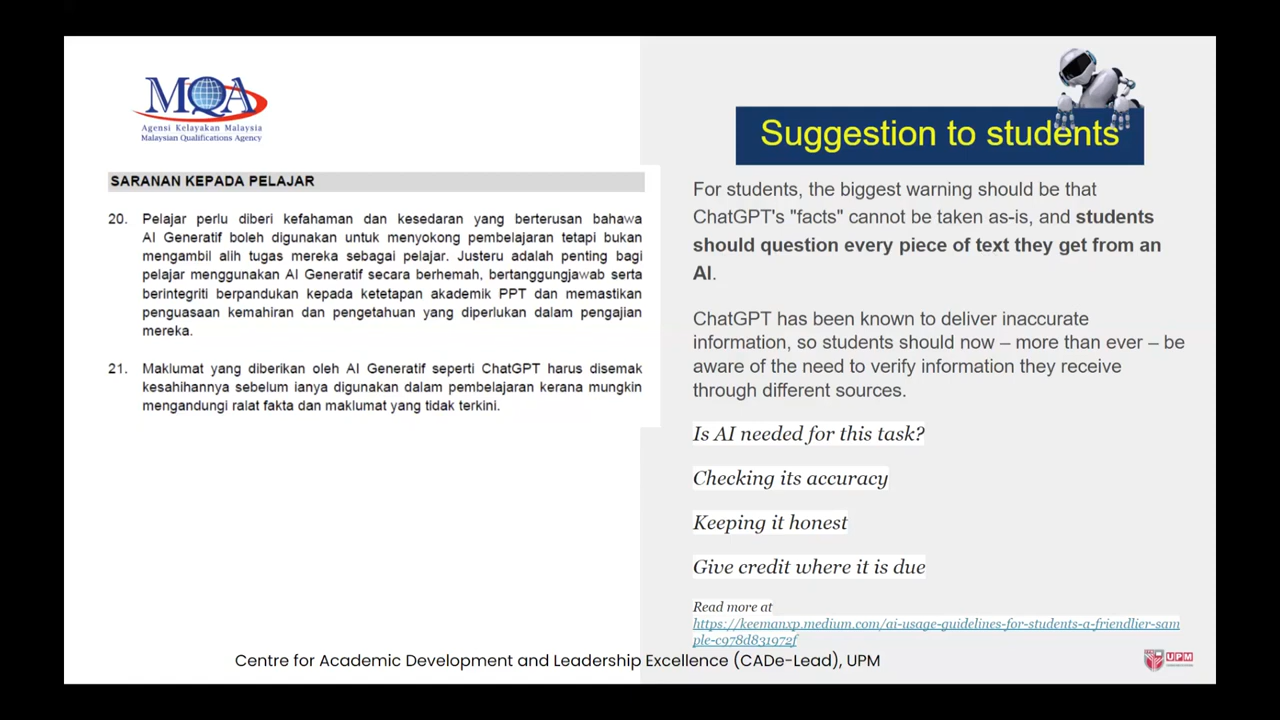 MQA
Agensi Kelayakan Malaysia
Malaysian Qualifications Agency
SARANAN KEPADA PELAJAR
20. Pelajar perlu diberi kefahaman dan kesedaran yang berterusan bahawa
AI Generatif boleh digunakan untuk menyokong pembelajaran tetapi bukan
mengambil alih tugas mereka sebagai pelajar. Justeru adalah penting bagi
pelajar menggunakan AI Generatif secara berhemah, bertanggungjawab serta
berintegriti berpandukan kepada ketetapan akademik PPT dan memastikan
penguasaan kemahiran dan pengetahuan yang diperlukan dalam pengajian
mereka.
21. Maklumat yang diberikan oleh AI Generatif seperti ChatGPT harus disemak
kesahihannya sebelum ianya digunakan dalam pembelajaran kerana mungkin
mengandungi ralat fakta dan maklumat yang tidak terkini.
Suggestion to students
For students, the biggest warning should be that
ChatGPT's "facts" cannot be taken as-is, and students
should question every piece of text they get from an
AI.
ChatGPT has been known to deliver inaccurate
information, so students should now – more than ever – be
aware of the need to verify information they receive
through different sources.
Is AI needed for this task?
Checking its accuracy
Keeping it honest
Give credit where it is due
Read more at
https://keemanxp.medium.com/ai-usage-guidelines-for-students-a-friendlier-sam
ple-c978d831972f
Centre for Academic Development and Leadership Excellence (CADe-Lead), UPM
UPM